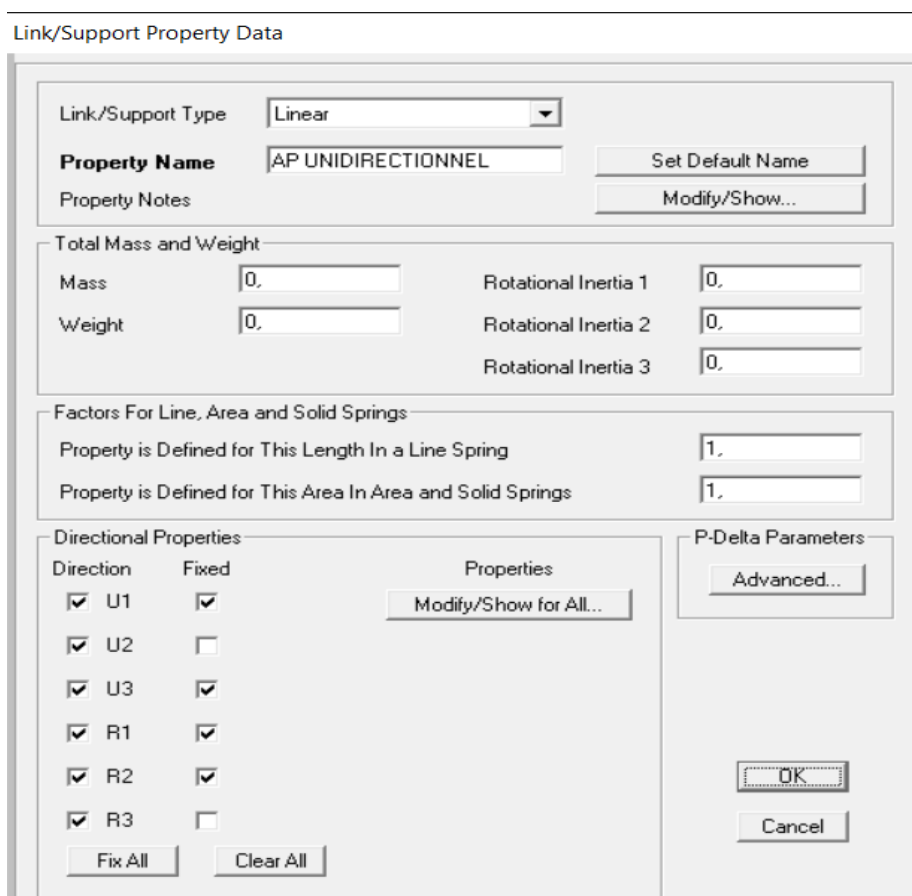 Link/Support Property Data
Link/Support Type Linear
Property Name AP UNIDIRECTIONNEL Set Default Name
Property Notes Modify/Show...
Total Mass and Weight
Mass 0, Rotational Inertia 1 0,
Weight 0, Rotational Inertia 2 0,
Rotational Inertia 3 0,
Factors For Line, Area and Solid Springs
Property is Defined for This Length In a Line Spring 1,
Property is Defined for This Area In Area and Solid Springs 1,
Directional Properties P-Delta Parameters
Direction Fixed Properties Advanced...
U1 Modify/Show for All...
U2
U3
R1
R2 OK
R3 Cancel
Fix All Clear All